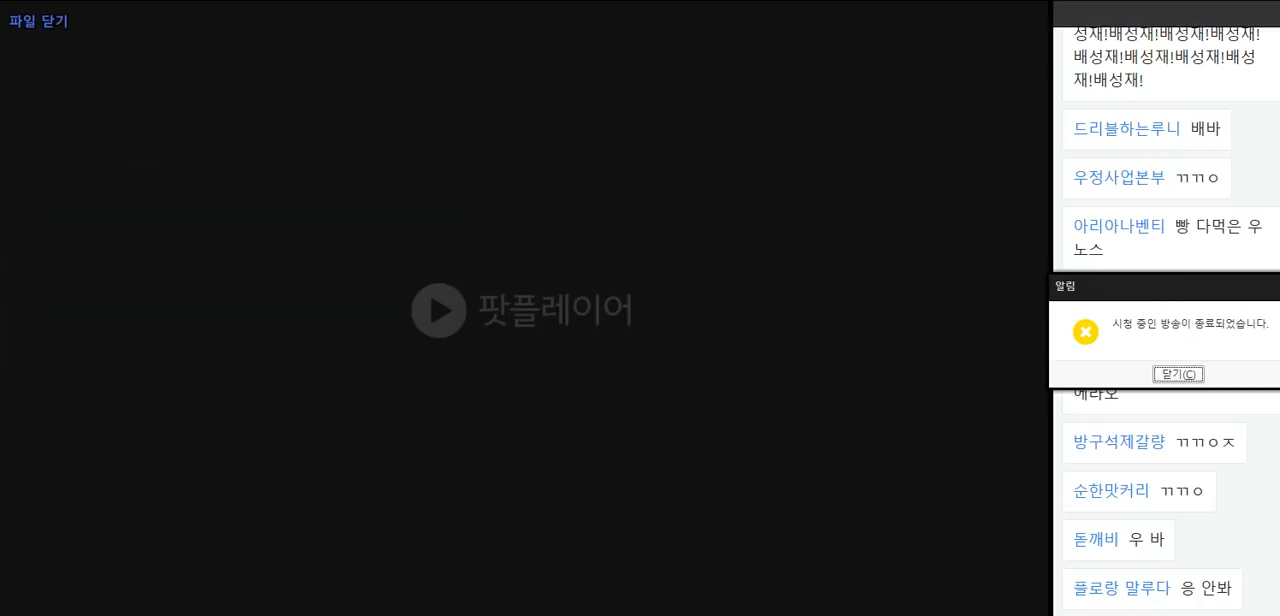 파일 닫기
팟플레이어
성재!배성재!배성재!배성재!
배성재!배성재!배성재!배성
재!배성재!
드리블하는루니 배바
우정사업본부 ㄲㄲㅇ
아리아나벤티 빵 다먹은 우
노스
알림
시청 중인 방송이 종료되었습니다.
닫기(C)
에라오
방구석제갈량 ㄲㄲㅇㅈ
순한맛커리 ㄲㄲㅇ
돋깨비 우 바
플로랑 말루다 응 안봐